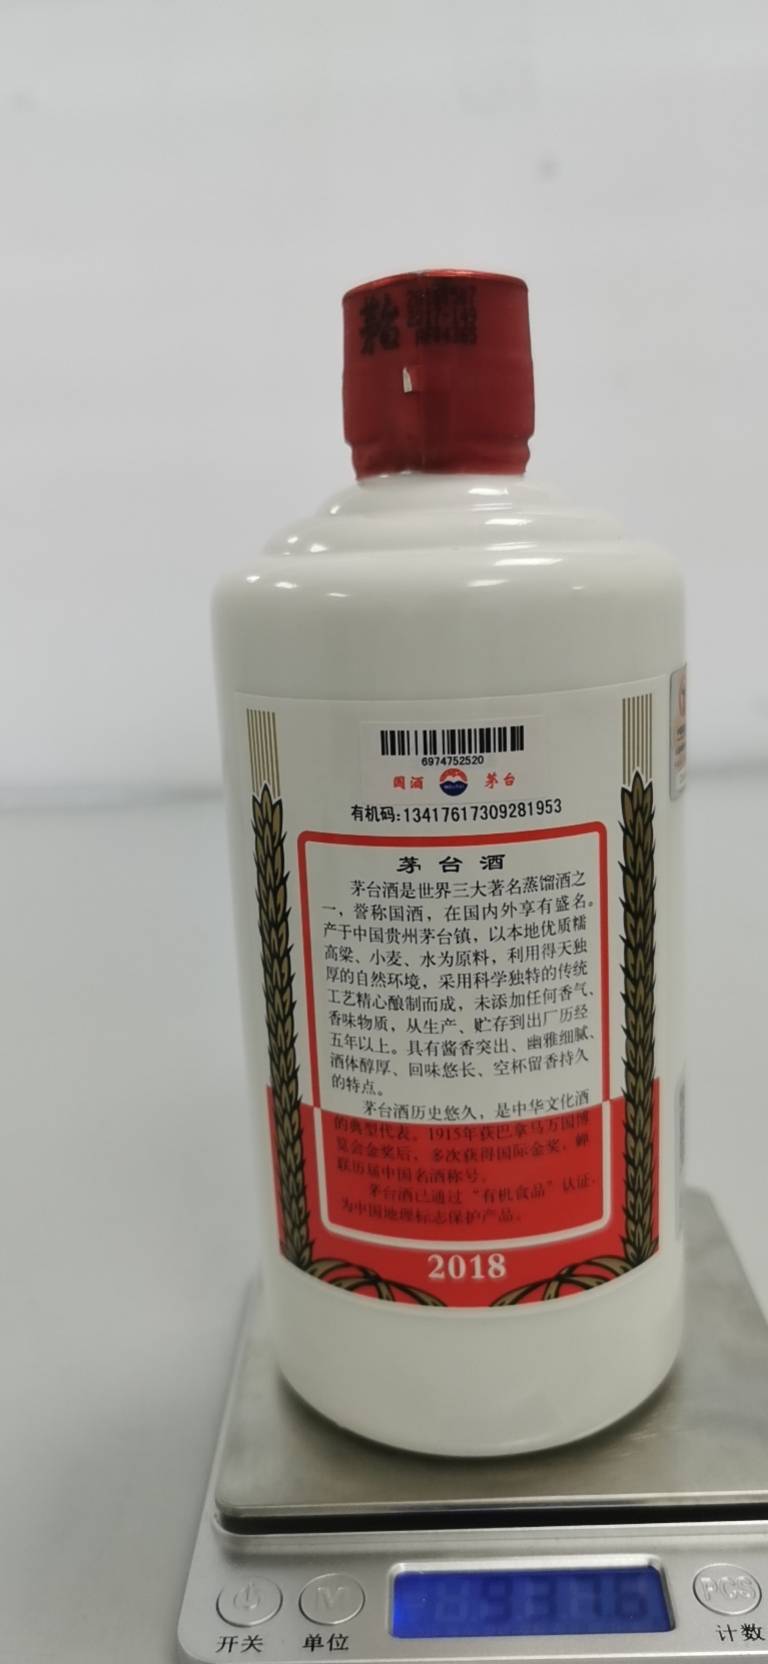 6974752520
国酒 茅台
有机码:13417617309281953
茅台酒
茅台酒是世界三大著名蒸馏酒之
一，誉称国酒，在国内外享有盛名。
产于中国贵州茅台镇，以本地优质糯
高粱、小麦、水为原料，利用得天独
厚的自然环境，采用科学独特的传统
工艺精心酿制而成，未添加任何香气、
香味物质，从生产、贮存到出厂历经
五年以上。具有酱香突出、幽雅细腻、
酒体醇厚、回味悠长、空杯留香持久
的特点。
茅台酒历史悠久，是中华文化酒
的典型代表。1915年获巴拿马万国博
览会金奖后，多次获得国际金奖，蝉
联历届中国名酒称号。
茅台酒已通过“有机食品”认证，
为中国地理标志保护产品。
2018
M
PCS
开关 单位 计数